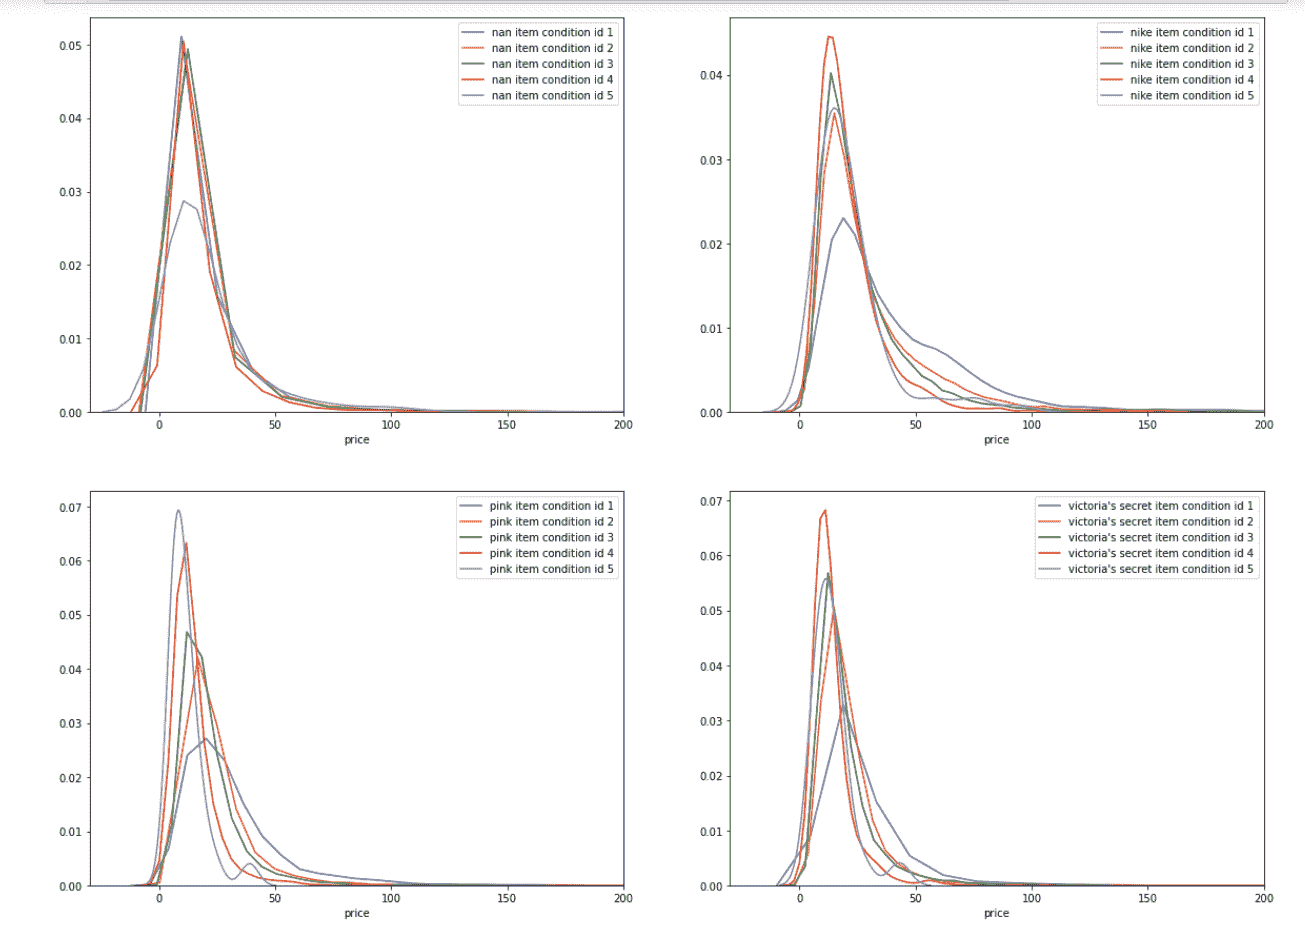 nan item condition id 1
nan item condition id 2
nan item condition id 3
nan item condition id 4
nan item condition id 5
0.05
0.04
0.03
0.02
0.01
0.00
0 50 100 150 200
price
nike item condition id 1
nike item condition id 2
nike item condition id 3
nike item condition id 4
nike item condition id 5
0.04
0.03
0.02
0.01
0.00
0 50 100 150 200
price
pink item condition id 1
pink item condition id 2
pink item condition id 3
pink item condition id 4
pink item condition id 5
0.07
0.06
0.05
0.04
0.03
0.02
0.01
0.00
0 50 100 150 200
price
victoria's secret item condition id 1
victoria's secret item condition id 2
victoria's secret item condition id 3
victoria's secret item condition id 4
victoria's secret item condition id 5
0.07
0.06
0.05
0.04
0.03
0.02
0.01
0.00
0 50 100 150 200
price